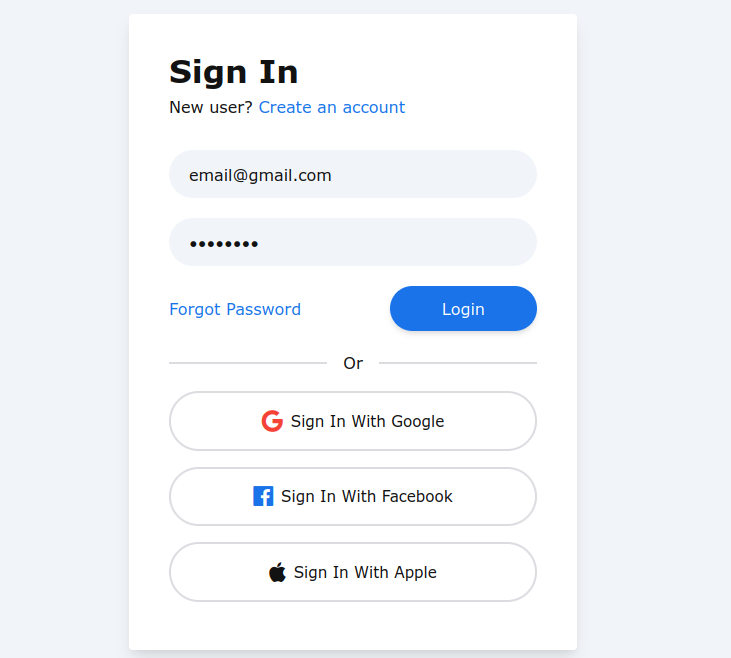 Sign In
New user? Create an account
email@gmail.com
••••••••
Forgot Password
Login
Or
Sign In With Google
Sign In With Facebook
Sign In With Apple